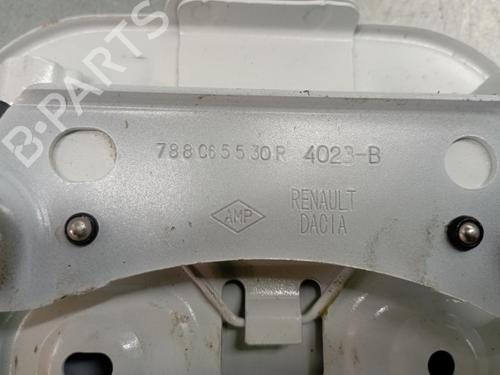 B-PARTS
788C65530R 4023-B
AMP
RENAULT
DACIA